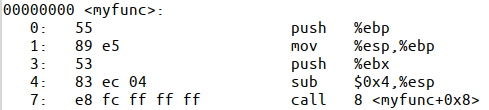 00000000 <myfunc>:
0: 55 push %ebp
1: 89 e5 mov %esp,%ebp
3: 53 push %ebx
4: 83 ec 04 sub $0x4,%esp
7: e8 fc ff ff ff call 8 <myfunc+0x8>